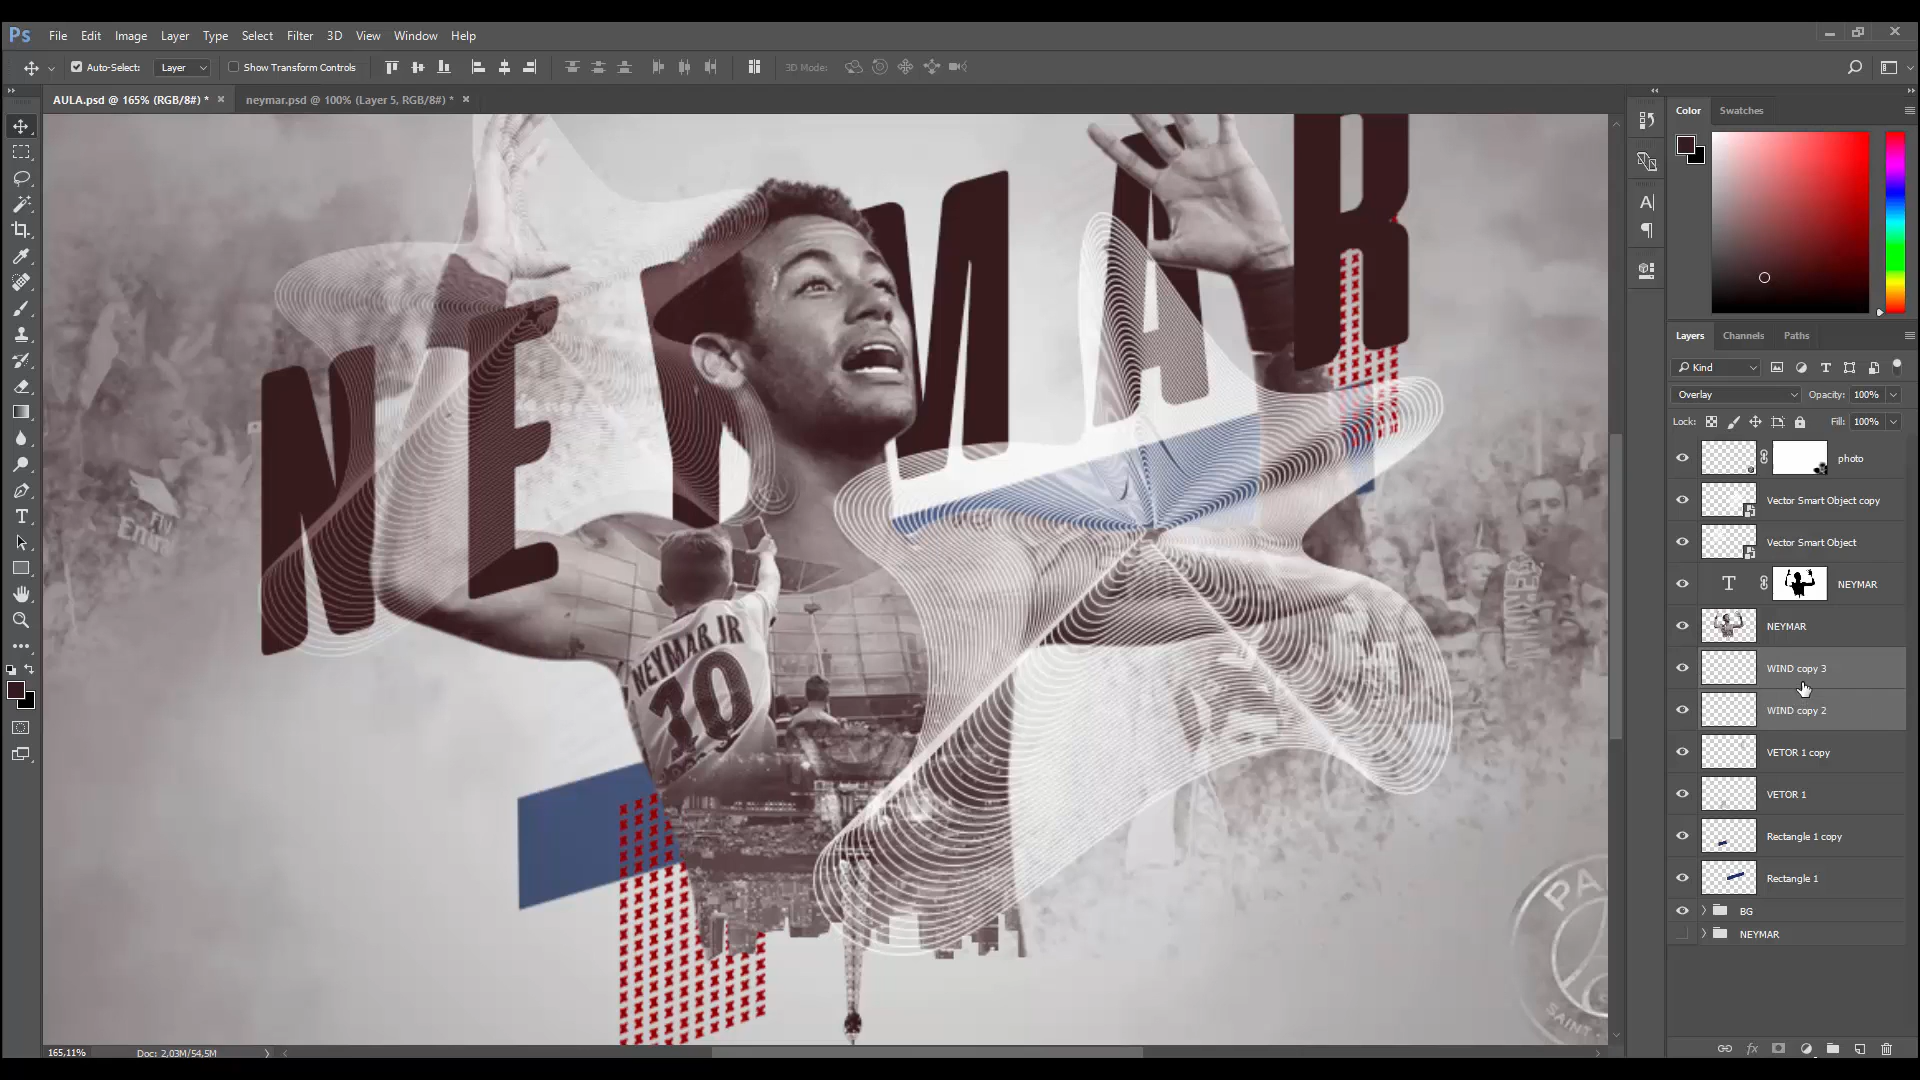 Ps File Edit Image Layer Type Select Filter 3D View Window Help
Auto-Select: Layer Show Transform Controls 3D Mode:
AULA.psd @ 165% (RGB/8#) * × neymar.psd @ 100% (Layer 5, RGB/8#) * ×
Color Swatches
Layers Channels Paths
Kind
Overlay Opacity: 100%
Lock: Fill: 100%
photo
Vector Smart Object copy
Vector Smart Object
T NEYMAR
NEYMAR
WIND copy 3
WIND copy 2
VETOR 1 copy
VETOR 1
Rectangle 1 copy
Rectangle 1
BG
NEYMAR
NEYMAR
NEYMAR JR
10
Fly
SAINT
165,11% Doc: 2,03M/54,5M